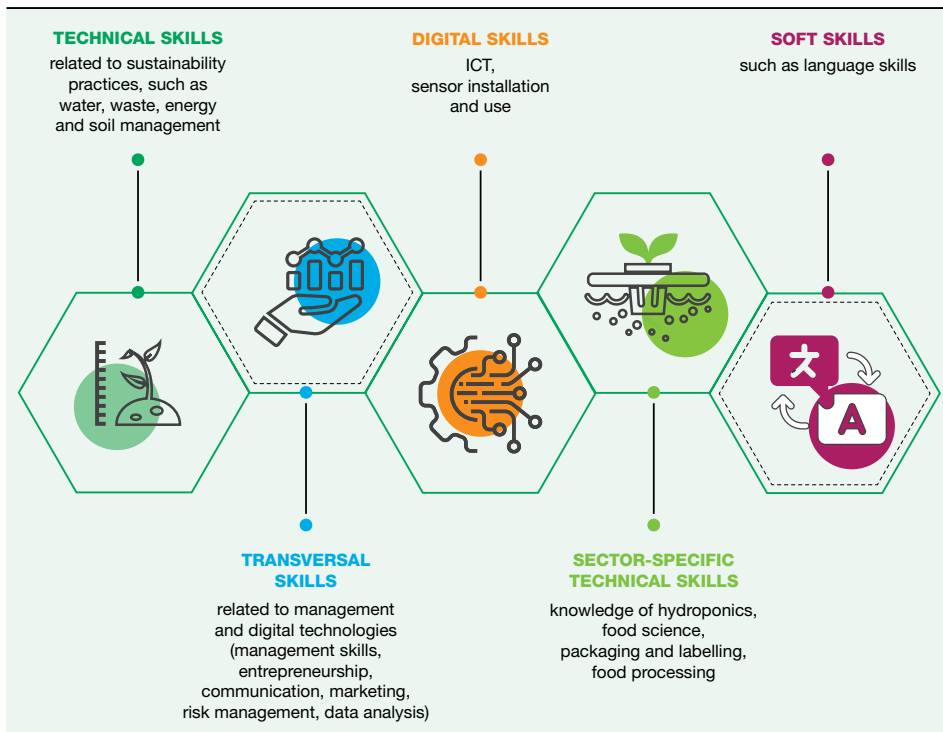 TECHNICAL SKILLS
related to sustainability
practices, such as
water, waste, energy
and soil management
DIGITAL SKILLS
ICT,
sensor installation
and use
SOFT SKILLS
such as language skills
文
A
TRANSVERSAL
SKILLS
related to management
and digital technologies
(management skills,
entrepreneurship,
communication, marketing,
risk management, data analysis)
SECTOR-SPECIFIC
TECHNICAL SKILLS
knowledge of hydroponics,
food science,
packaging and labelling,
food processing